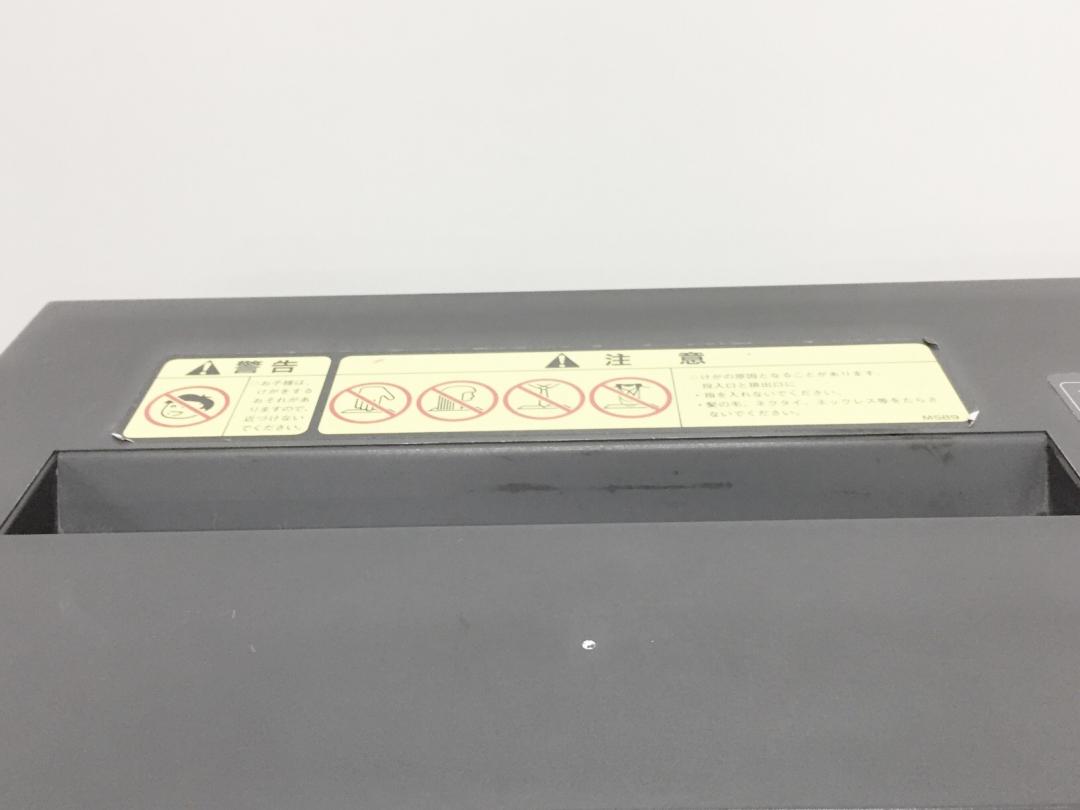 警告
○お子様は、
けがをする
おそれがあ
りますので、
近づけない
でください。
注意
○けがの原因となることがあります。
投入口と排出口に
・指を入れないでください。
・髪の毛、ネクタイ、ネックレス等をたらさ
ないでください。
MS89